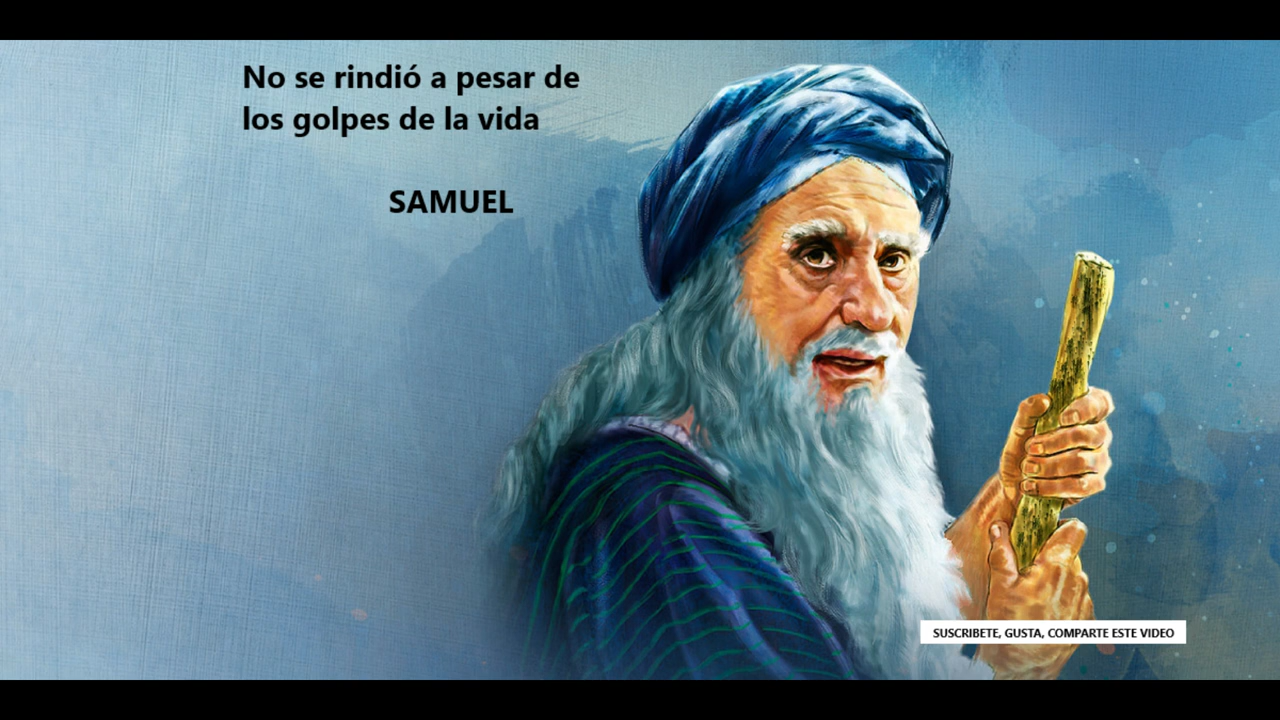 No se rindió a pesar de
los golpes de la vida
SAMUEL
SUSCRIBETE, GUSTA, COMPARTE ESTE VIDEO